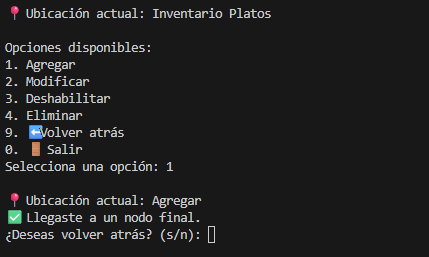 📍 Ubicación actual: Inventario Platos
Opciones disponibles:
1. Agregar
2. Modificar
3. Deshabilitar
4. Eliminar
9. ⬅️Volver atrás
0. 🚪 Salir
Selecciona una opción: 1
📍 Ubicación actual: Agregar
✅ Llegaste a un nodo final.
¿Deseas volver atrás? (s/n):